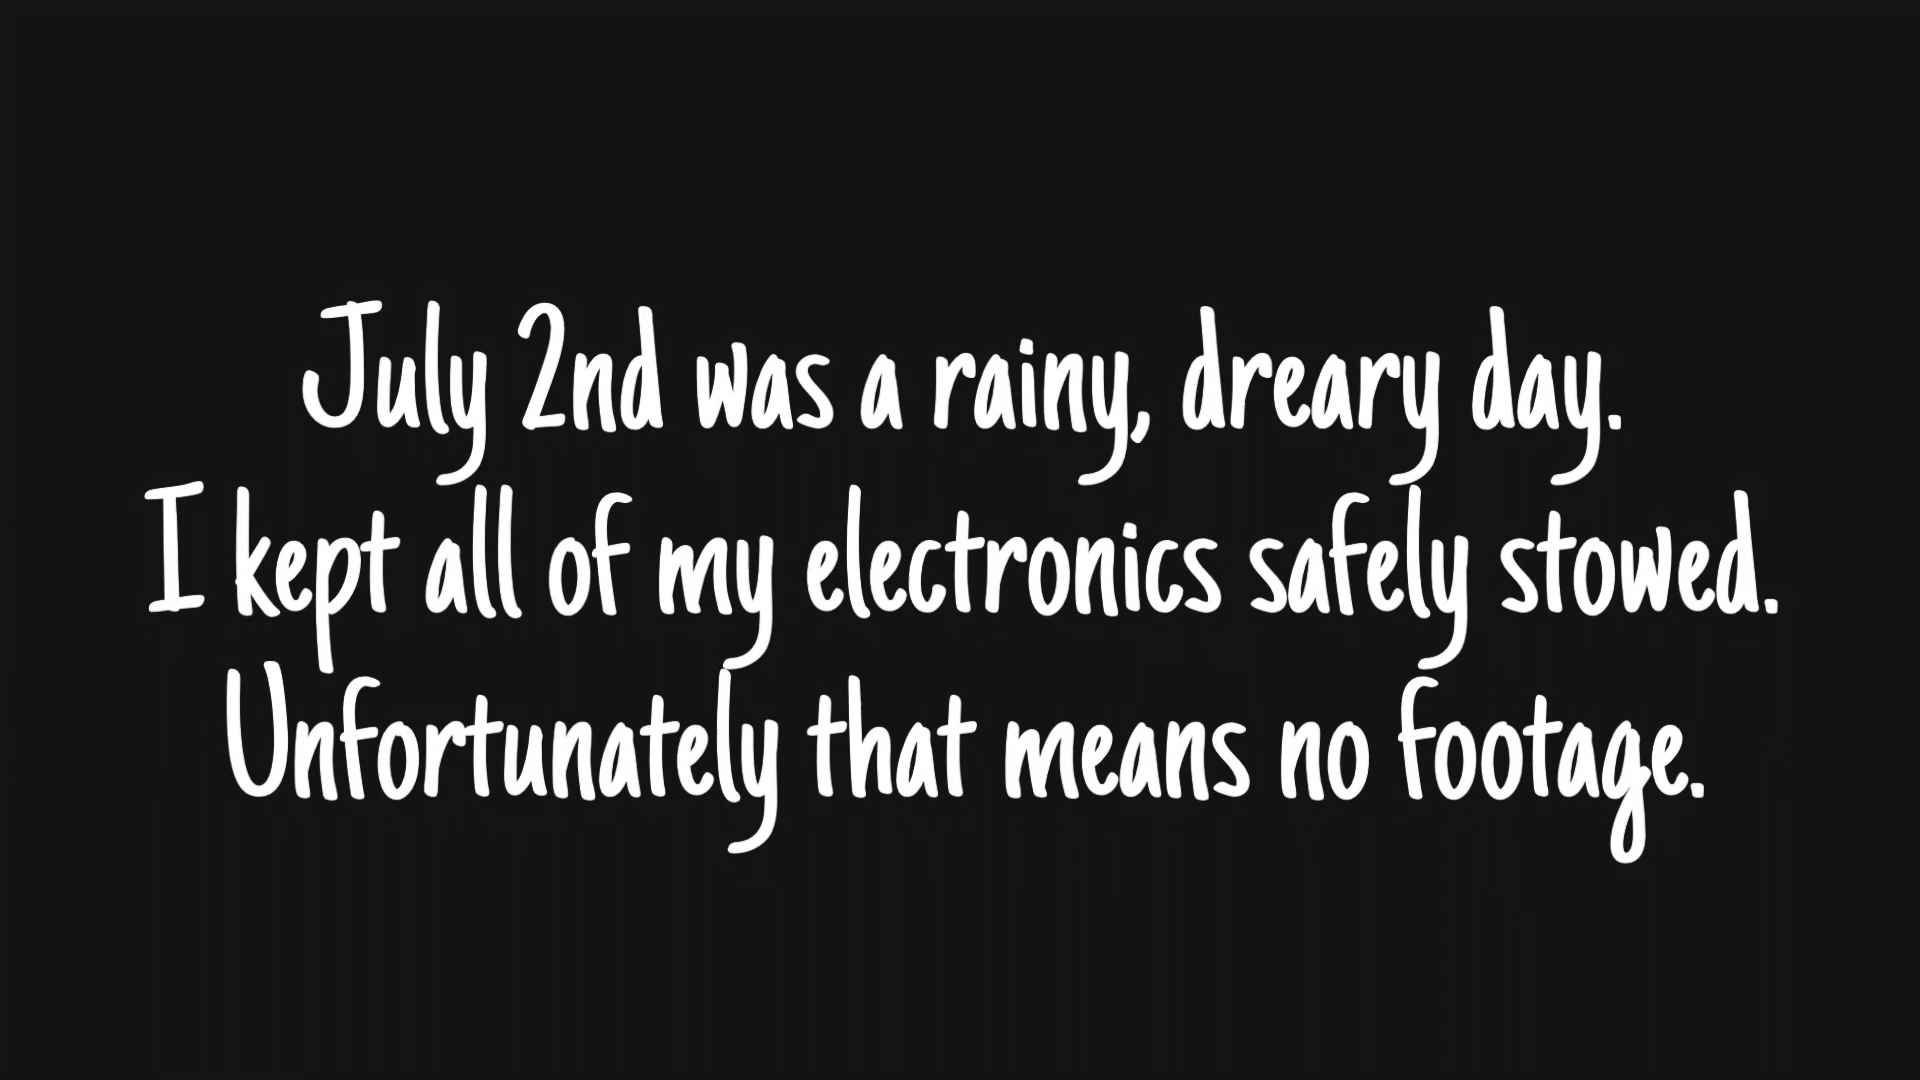 July 2nd was a rainy, dreary day.
I kept all of my electronics safely stowed.
Unfortunately that means no footage.